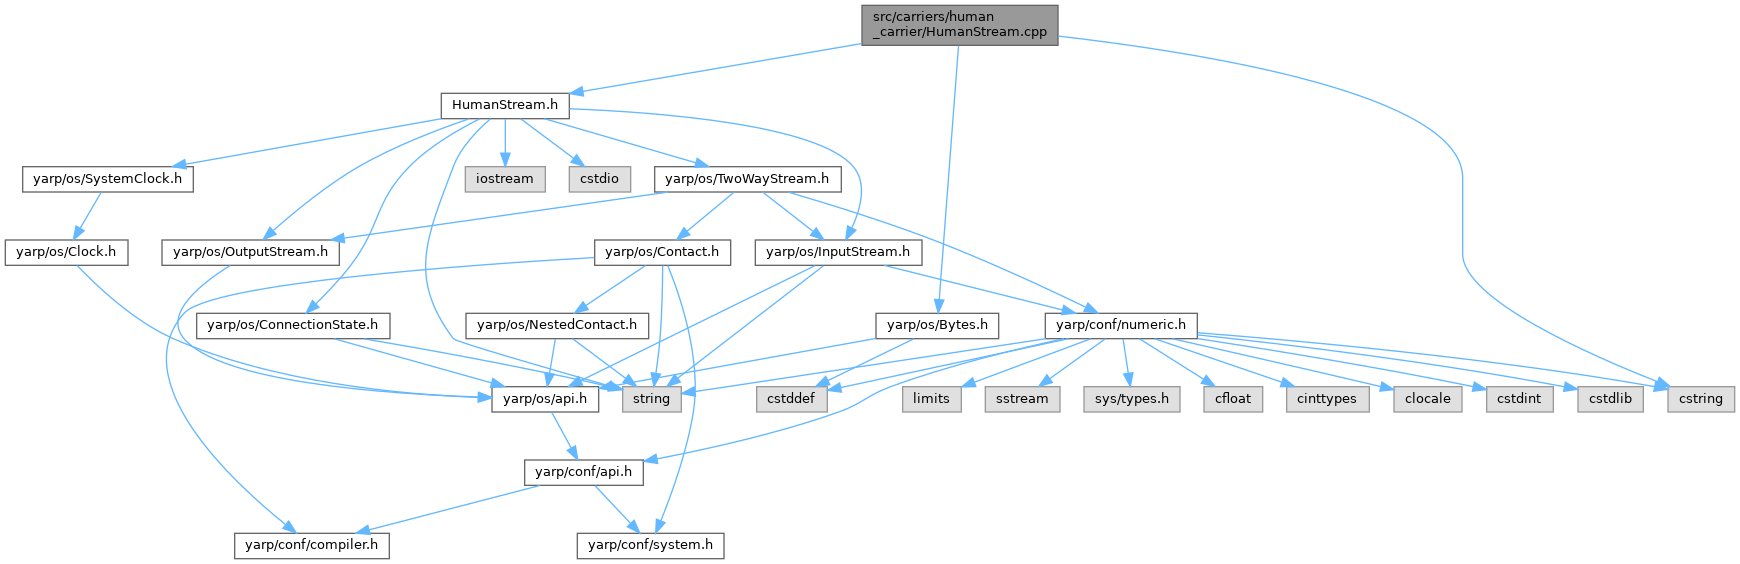 src/carriers/human
_carrier/HumanStream.cpp
HumanStream.h
yarp/os/SystemClock.h
iostream
cstdio
yarp/os/TwoWayStream.h
yarp/os/Clock.h
yarp/os/OutputStream.h
yarp/os/Contact.h
yarp/os/InputStream.h
yarp/os/ConnectionState.h
yarp/os/NestedContact.h
yarp/os/Bytes.h
yarp/conf/numeric.h
yarp/os/api.h
string
cstddef
limits
sstream
sys/types.h
cfloat
cinttypes
clocale
cstdint
cstdlib
cstring
yarp/conf/api.h
yarp/conf/compiler.h
yarp/conf/system.h